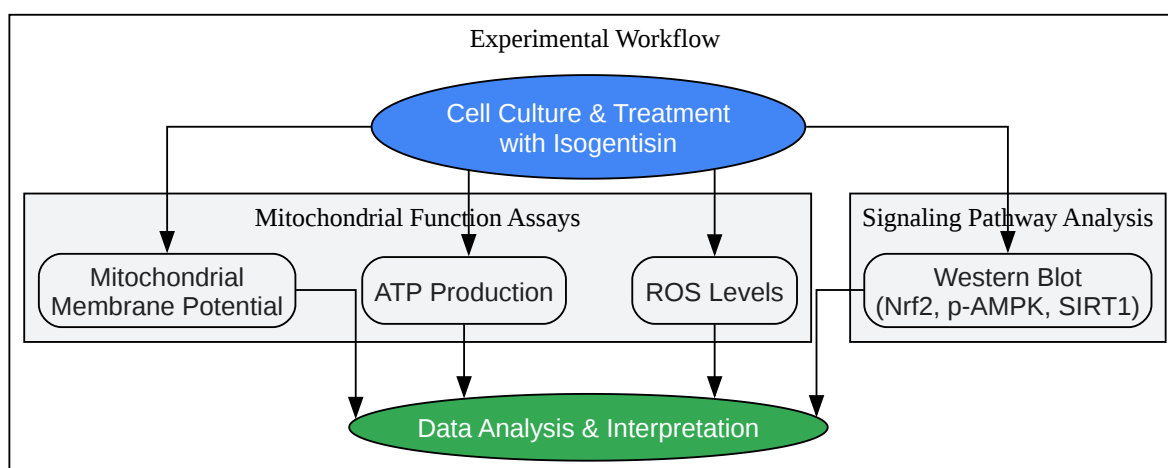 Experimental Workflow
Cell Culture & Treatment
with Isogentisin
Mitochondrial Function Assays
Signaling Pathway Analysis
Mitochondrial
Membrane Potential
ATP Production
ROS Levels
Western Blot
(Nrf2, p-AMPK, SIRT1)
Data Analysis & Interpretation